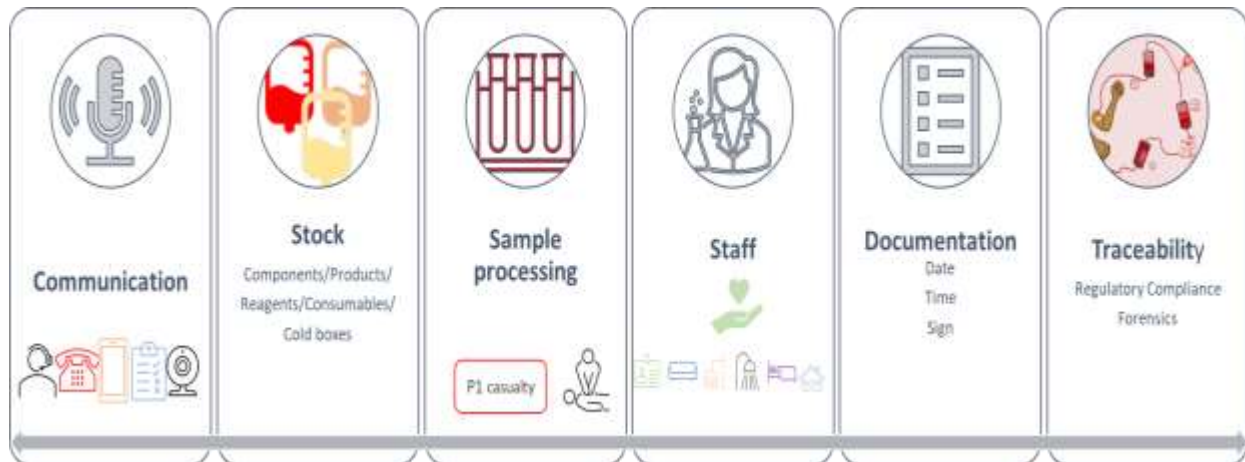 Communication
Stock
Components/Products/
Reagents/Consumables/
Cold boxes
Sample
processing
P1 casualty
Staff
Documentation
Date
Time
Sign
Traceability
Regulatory Compliance
Forensics